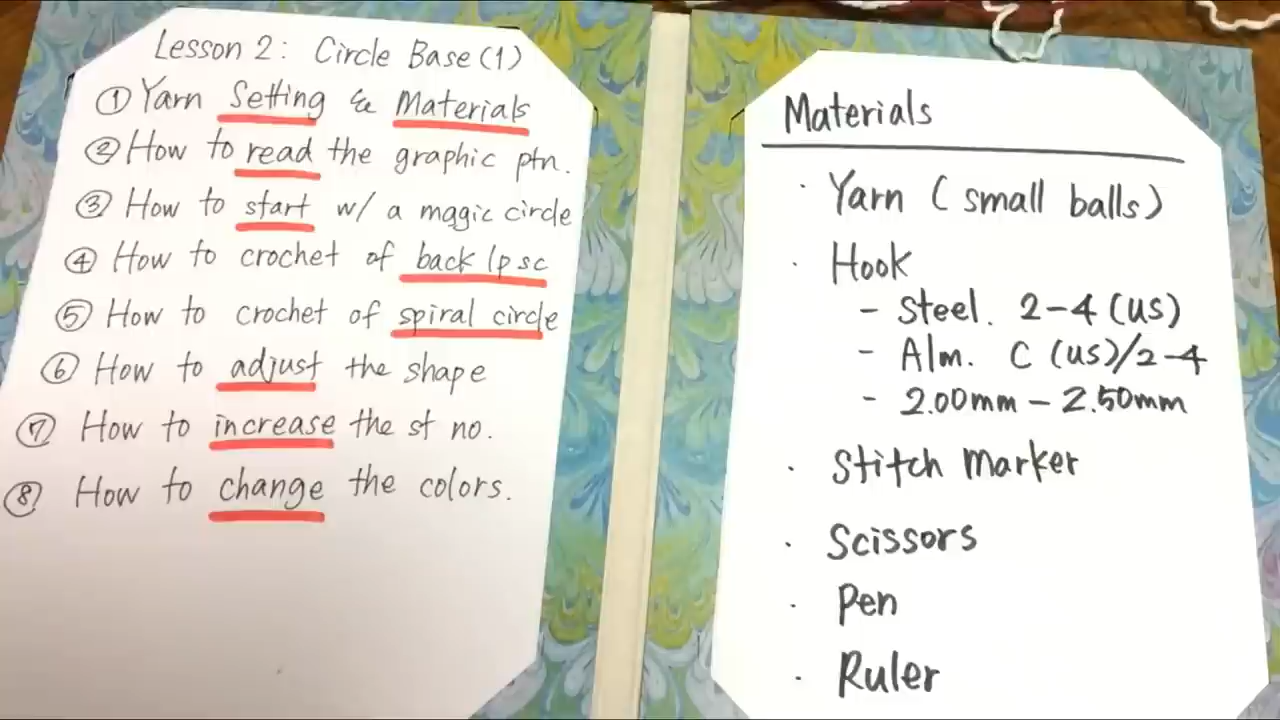 Lesson 2: Circle Base (1)
① Yarn Setting & Materials
② How to read the graphic ptn.
③ How to start w/ a magic circle
④ How to crochet of back lp sc
⑤ How to crochet of spiral circle
⑥ How to adjust the shape
⑦ How to increase the st no.
⑧ How to change the colors.
Materials
· Yarn (small balls)
· Hook
- Steel. 2-4 (US)
- Alm. C (US)/2-4
- 2.00mm - 2.50mm
· Stitch Marker
· Scissors
· Pen
· Ruler